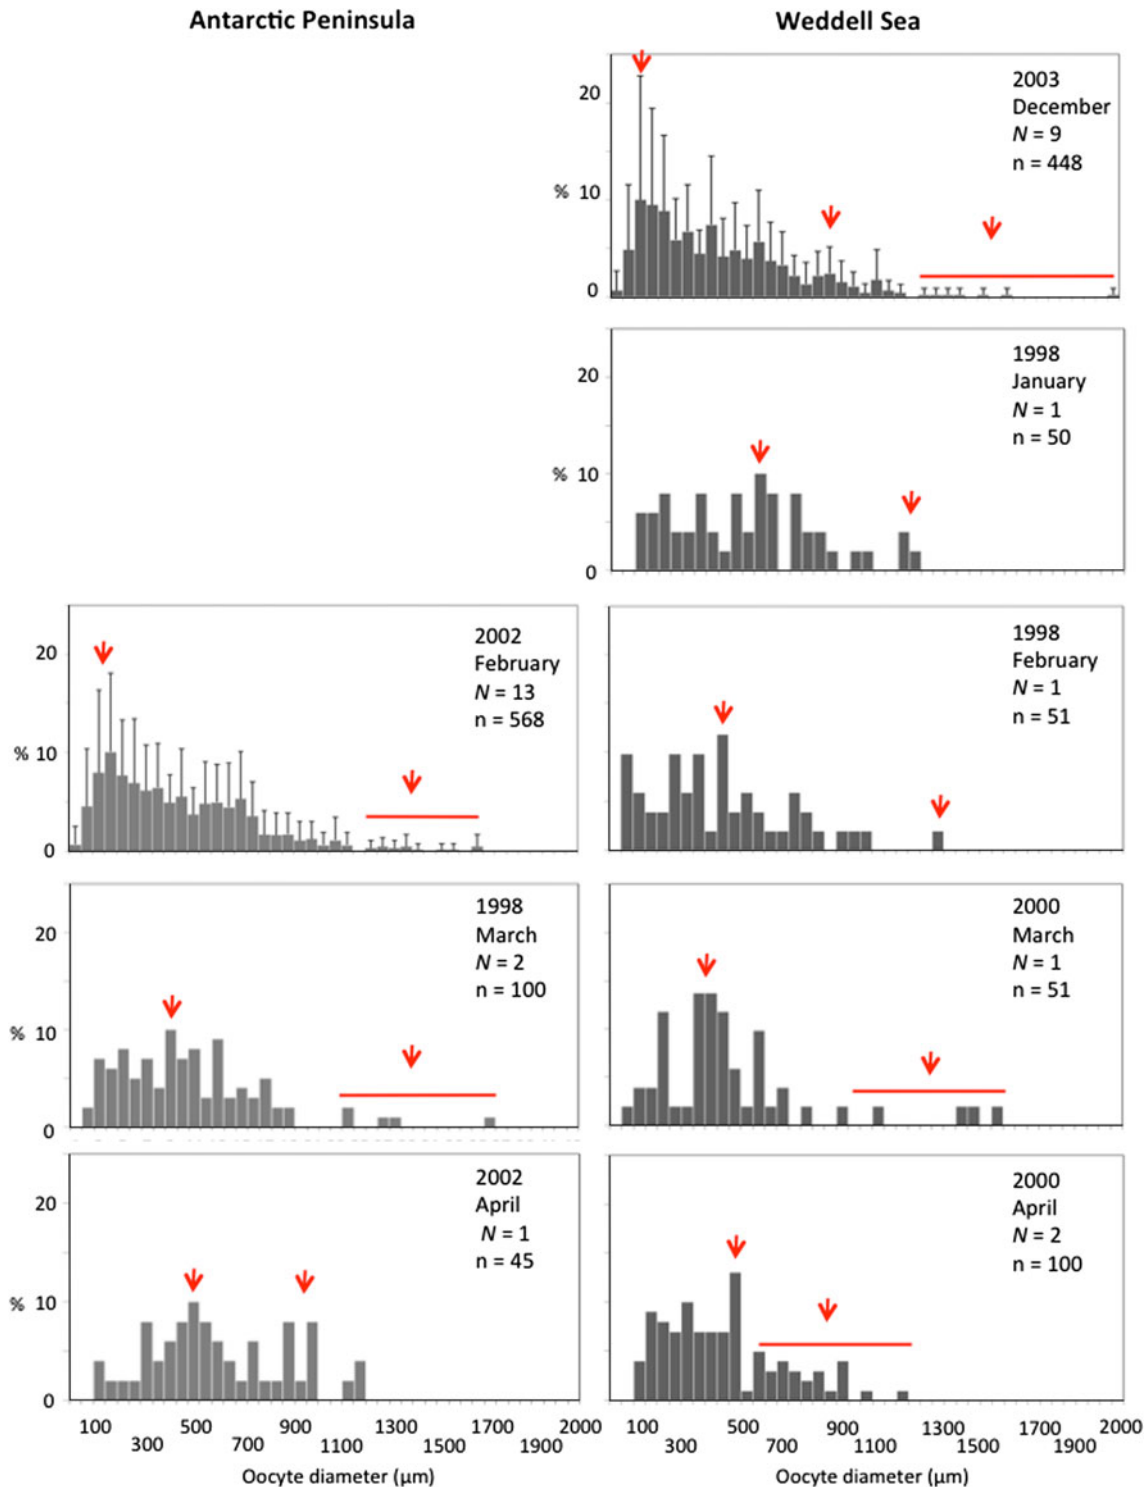 Antarctic Peninsula
Weddell Sea
20
10
0
%
2003
December
N = 9
n = 448
20
10
0
%
1998
January
N = 1
n = 50
20
10
0
%
2002
February
N = 13
n = 568
1998
February
N = 1
n = 51
20
10
0
%
1998
March
N = 2
n = 100
2000
March
N = 1
n = 51
20
10
0
%
2002
April
N = 1
n = 45
2000
April
N = 2
n = 100
100 500 900 1300 1700 2000
300 700 1100 1500 1900
Oocyte diameter (μm)
100 500 900 1300 1700 2000
300 700 1100 1500 1900
Oocyte diameter (μm)